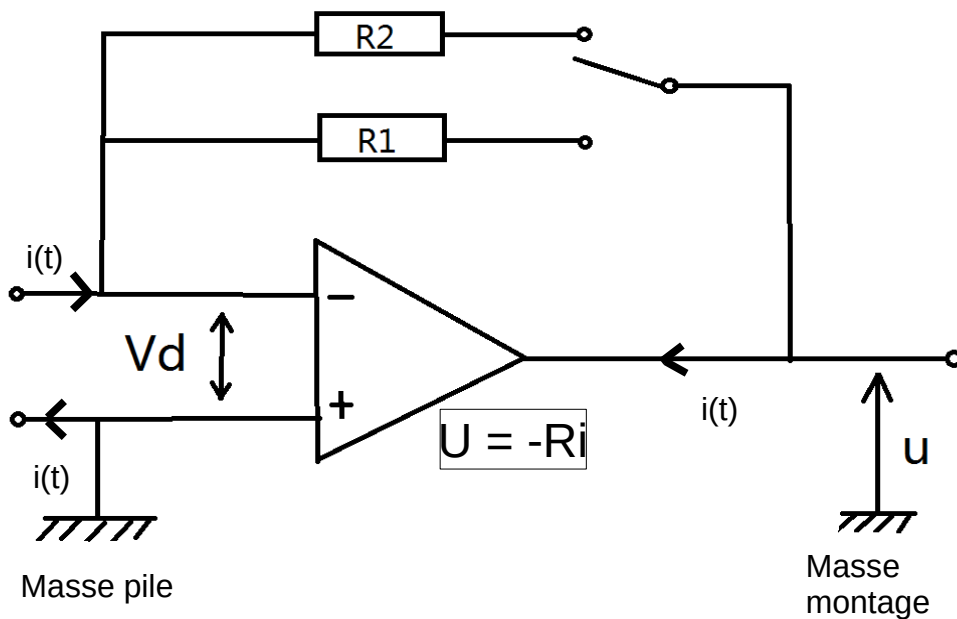 R2
R1
i(t)
−
Vd
+
i(t)
U = -Ri
i(t)
u
Masse pile
Masse
montage